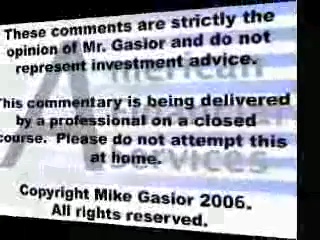 These comments are strictly the
opinion of Mr. Gasior and do not
represent investment advice.
This commentary is being delivered
by a professional on a closed
course. Please do not attempt this
at home.
Copyright Mike Gasior 2006.
All rights reserved.
American
Services